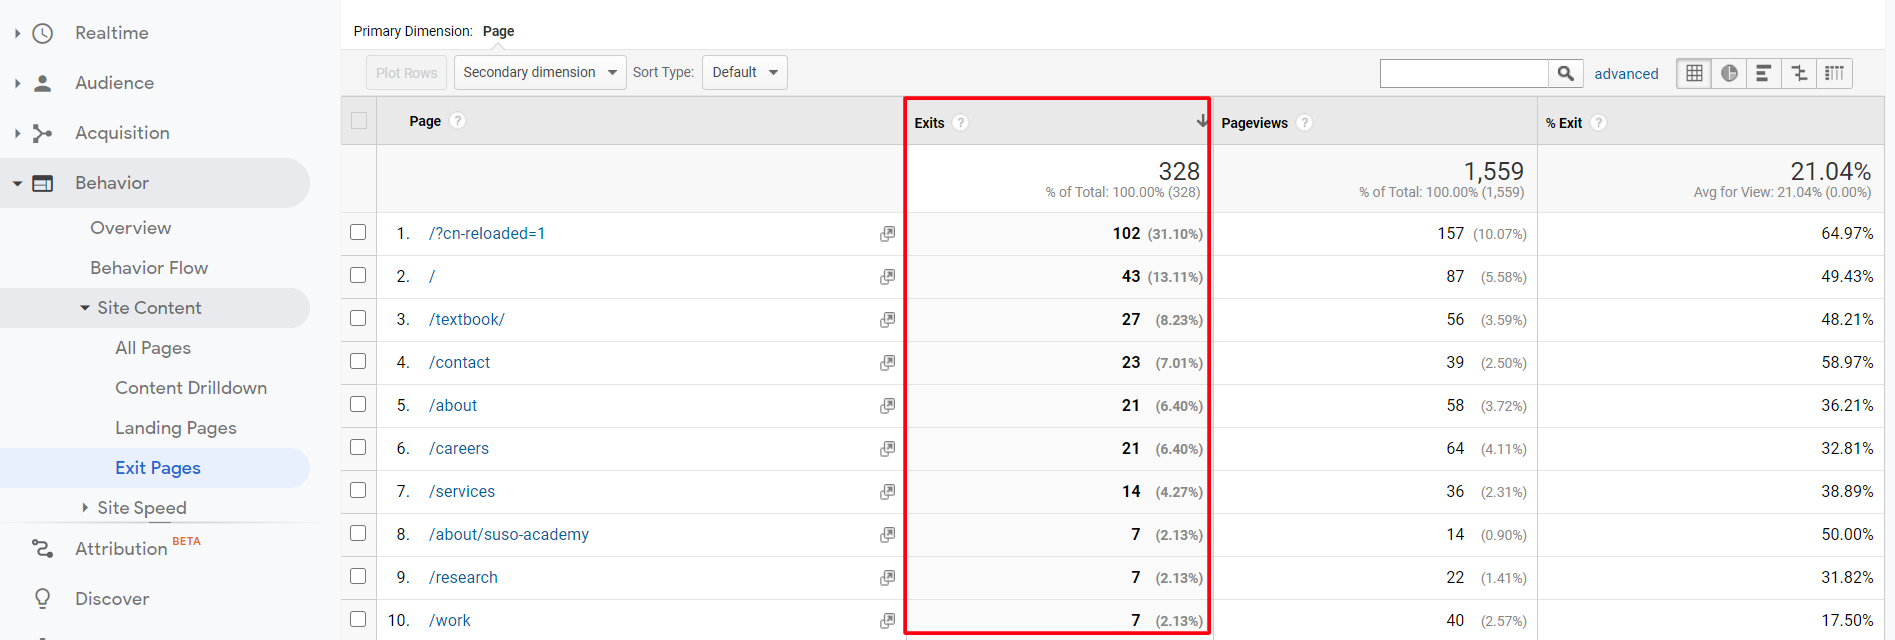 Realtime
Audience
Acquisition
Behavior
Overview
Behavior Flow
Site Content
All Pages
Content Drilldown
Landing Pages
Exit Pages
Site Speed
Attribution BETA
Discover
Primary Dimension: Page
Plot Rows Secondary dimension Sort Type: Default advanced
Page ? Exits ? Pageviews ? % Exit ?
328 1,559 21.04%
% of Total: 100.00% (328) % of Total: 100.00% (1,559) Avg for View: 21.04% (0.00%)
1. /?cn-reloaded=1 102 (31.10%) 157 (10.07%) 64.97%
2. / 43 (13.11%) 87 (5.58%) 49.43%
3. /textbook/ 27 (8.23%) 56 (3.59%) 48.21%
4. /contact 23 (7.01%) 39 (2.50%) 58.97%
5. /about 21 (6.40%) 58 (3.72%) 36.21%
6. /careers 21 (6.40%) 64 (4.11%) 32.81%
7. /services 14 (4.27%) 36 (2.31%) 38.89%
8. /about/suso-academy 7 (2.13%) 14 (0.90%) 50.00%
9. /research 7 (2.13%) 22 (1.41%) 31.82%
10. /work 7 (2.13%) 40 (2.57%) 17.50%